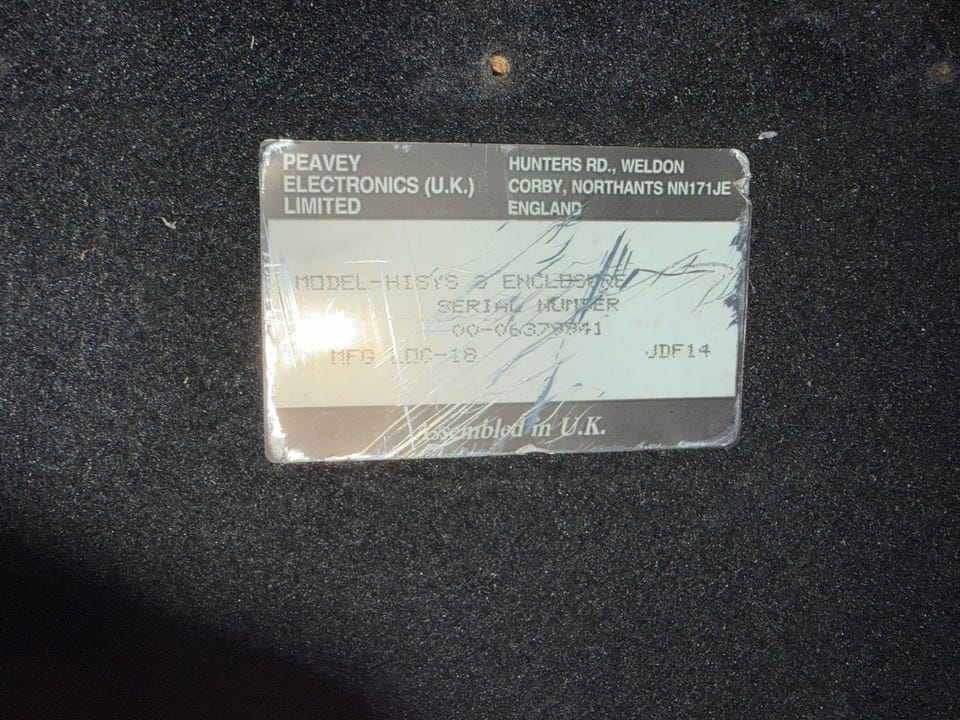 PEAVEY
ELECTRONICS (U.K.)
LIMITED
HUNTERS RD., WELDON
CORBY, NORTHANTS NN171JE
ENGLAND
MODEL-HISYS ENCLOSURE
SERIAL NUMBER
MFG LOC-18
JDF14
Assembled in U.K.